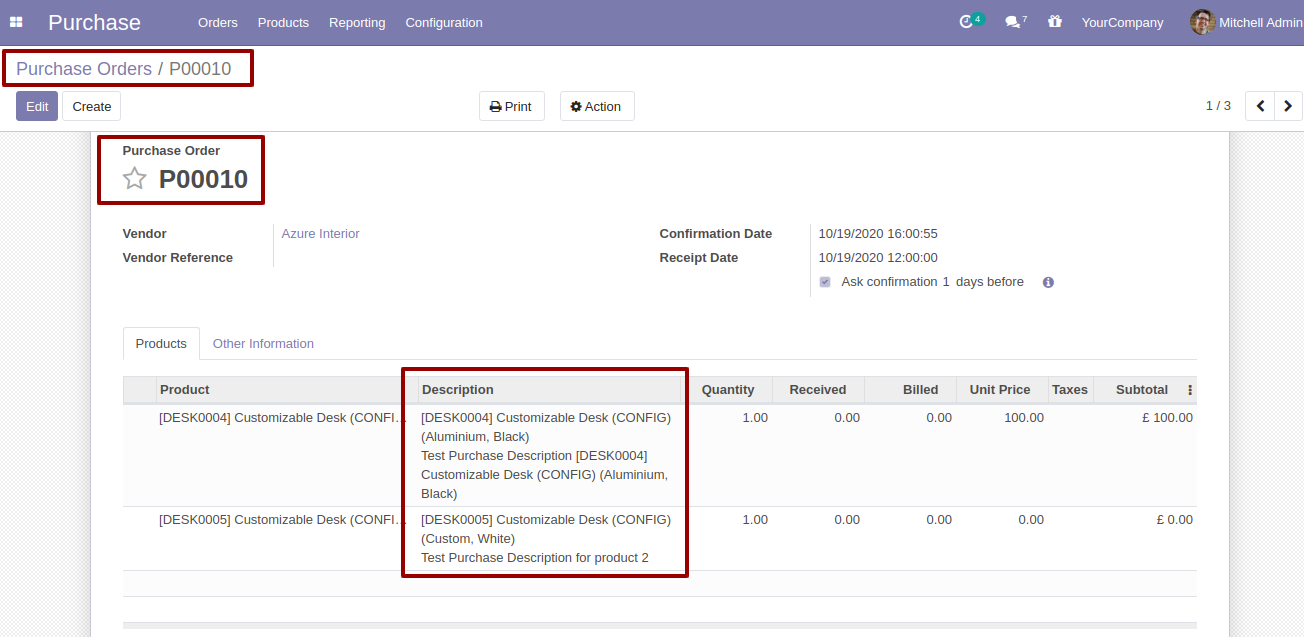 Purchase Orders Products Reporting Configuration 4 7 YourCompany Mitchell Admin
Purchase Orders / P00010
Edit Create Print Action 1 / 3
Purchase Order
P00010
Vendor Azure Interior Confirmation Date 10/19/2020 16:00:55
Vendor Reference Receipt Date 10/19/2020 12:00:00
Ask confirmation 1 days before
Products Other Information
Product Description Quantity Received Billed Unit Price Taxes Subtotal
[DESK0004] Customizable Desk (CONFI... [DESK0004] Customizable Desk (CONFIG) 1.00 0.00 0.00 100.00 £ 100.00
(Aluminium, Black)
Test Purchase Description [DESK0004]
Customizable Desk (CONFIG) (Aluminium,
Black)
[DESK0005] Customizable Desk (CONFI... [DESK0005] Customizable Desk (CONFIG) 1.00 0.00 0.00 0.00 £ 0.00
(Custom, White)
Test Purchase Description for product 2